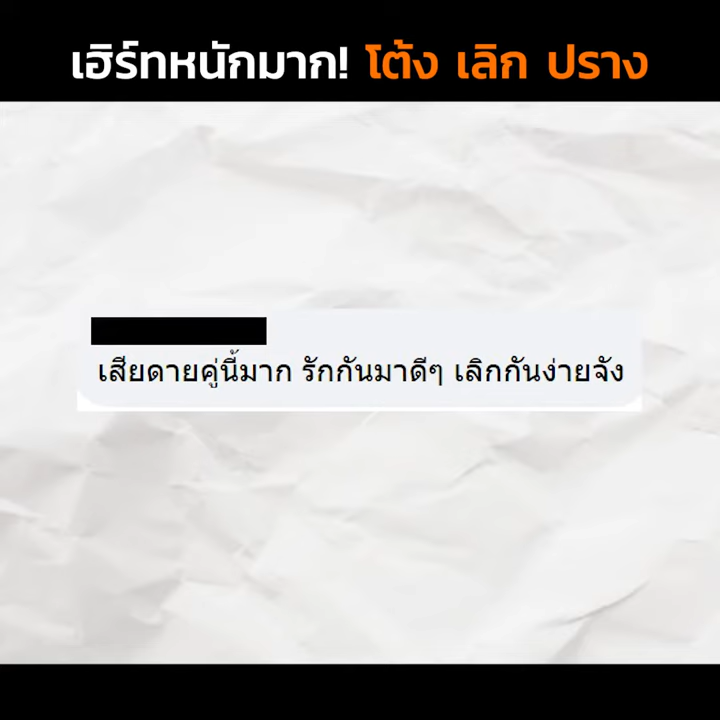 เฮิร์ทหนักมาก! โต้ง เลิก ปราง
เสียดายคู่นี้มาก รักกันมาดีๆ เลิกกันง่ายจัง